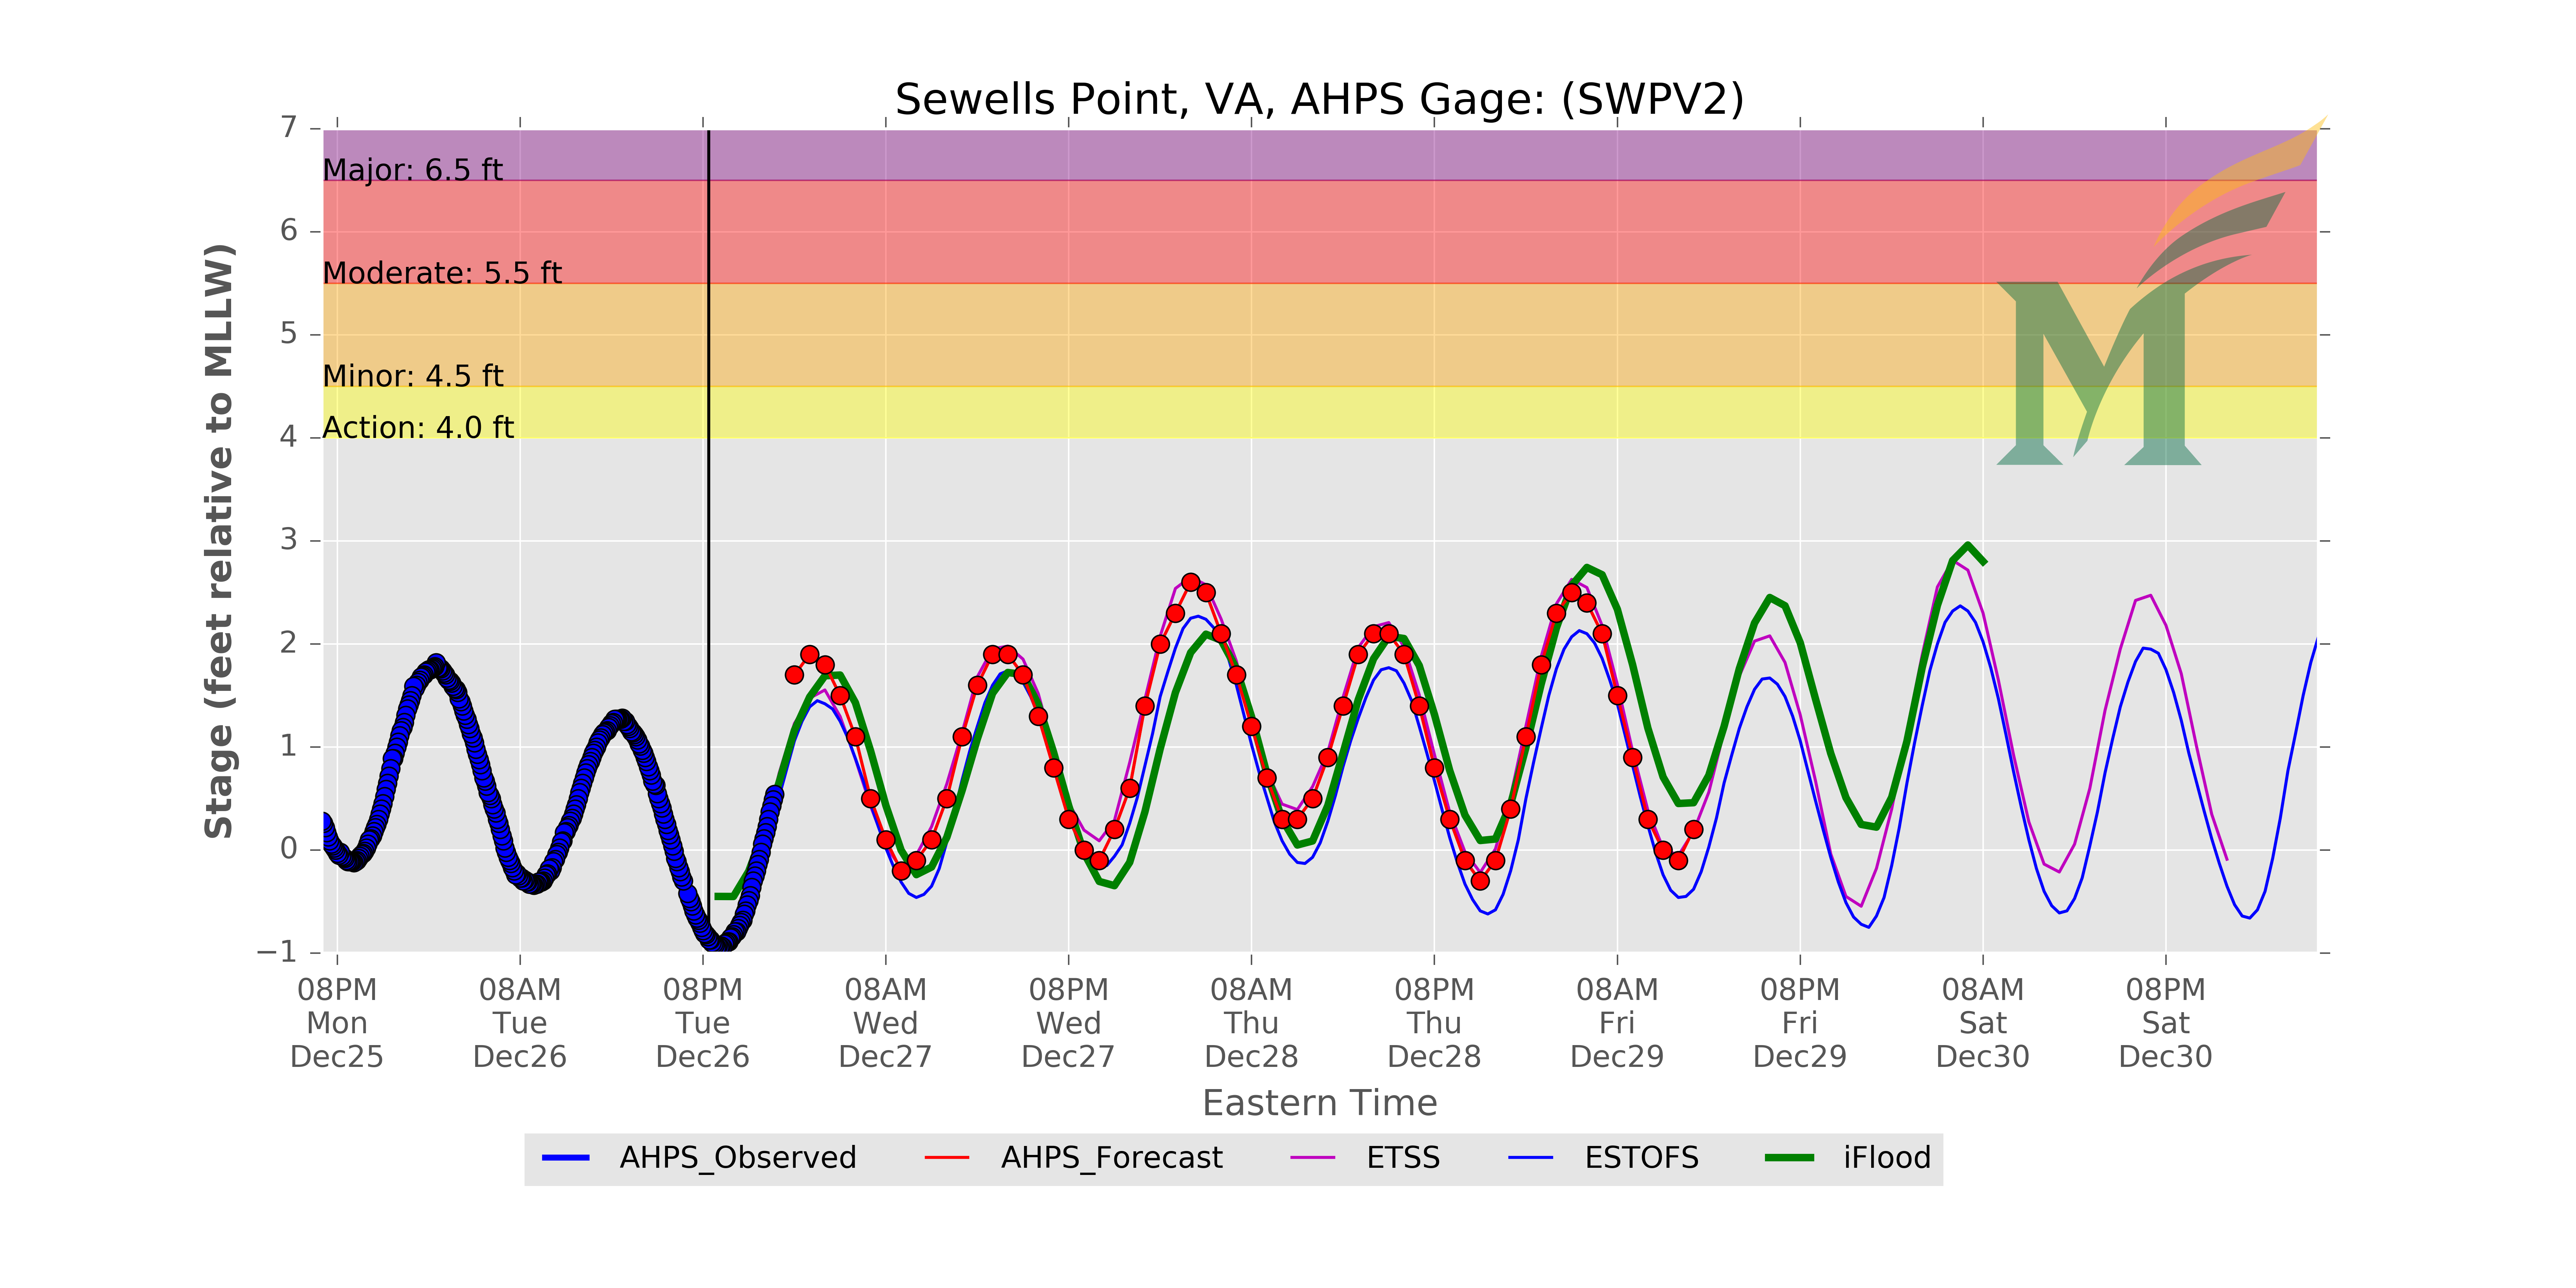 Sewells Point, VA, AHPS Gage: (SWPV2)
7
Major: 6.5 ft
6
Moderate: 5.5 ft
5
Minor: 4.5 ft
Action: 4.0 ft
4
3
2
1
0
−1
Stage (feet relative to MLLW)
08PM Mon Dec25
08AM Tue Dec26
08PM Tue Dec26
08AM Wed Dec27
08PM Wed Dec27
08AM Thu Dec28
08PM Thu Dec28
08AM Fri Dec29
08PM Fri Dec29
08AM Sat Dec30
08PM Sat Dec30
Eastern Time
AHPS_Observed AHPS_Forecast ETSS ESTOFS iFlood
M